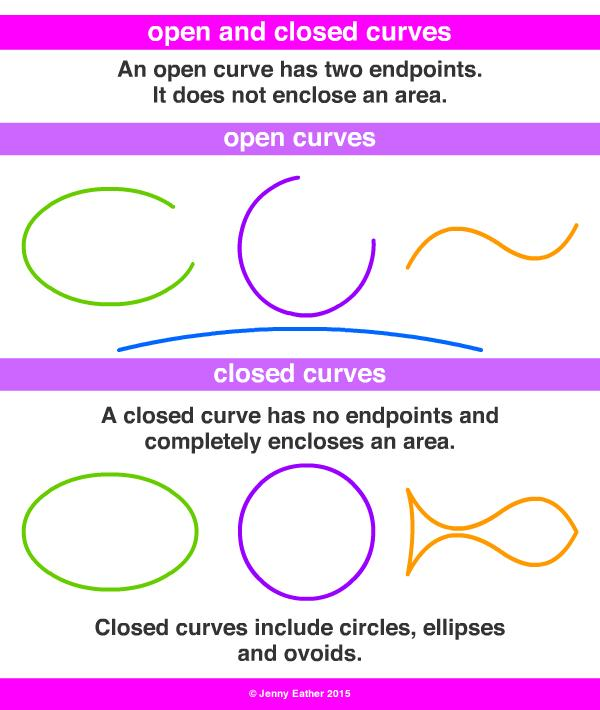 open and closed curves
An open curve has two endpoints.
It does not enclose an area.
open curves
closed curves
A closed curve has no endpoints and
completely encloses an area.
Closed curves include circles, ellipses
and ovoids.
© Jenny Eather 2015